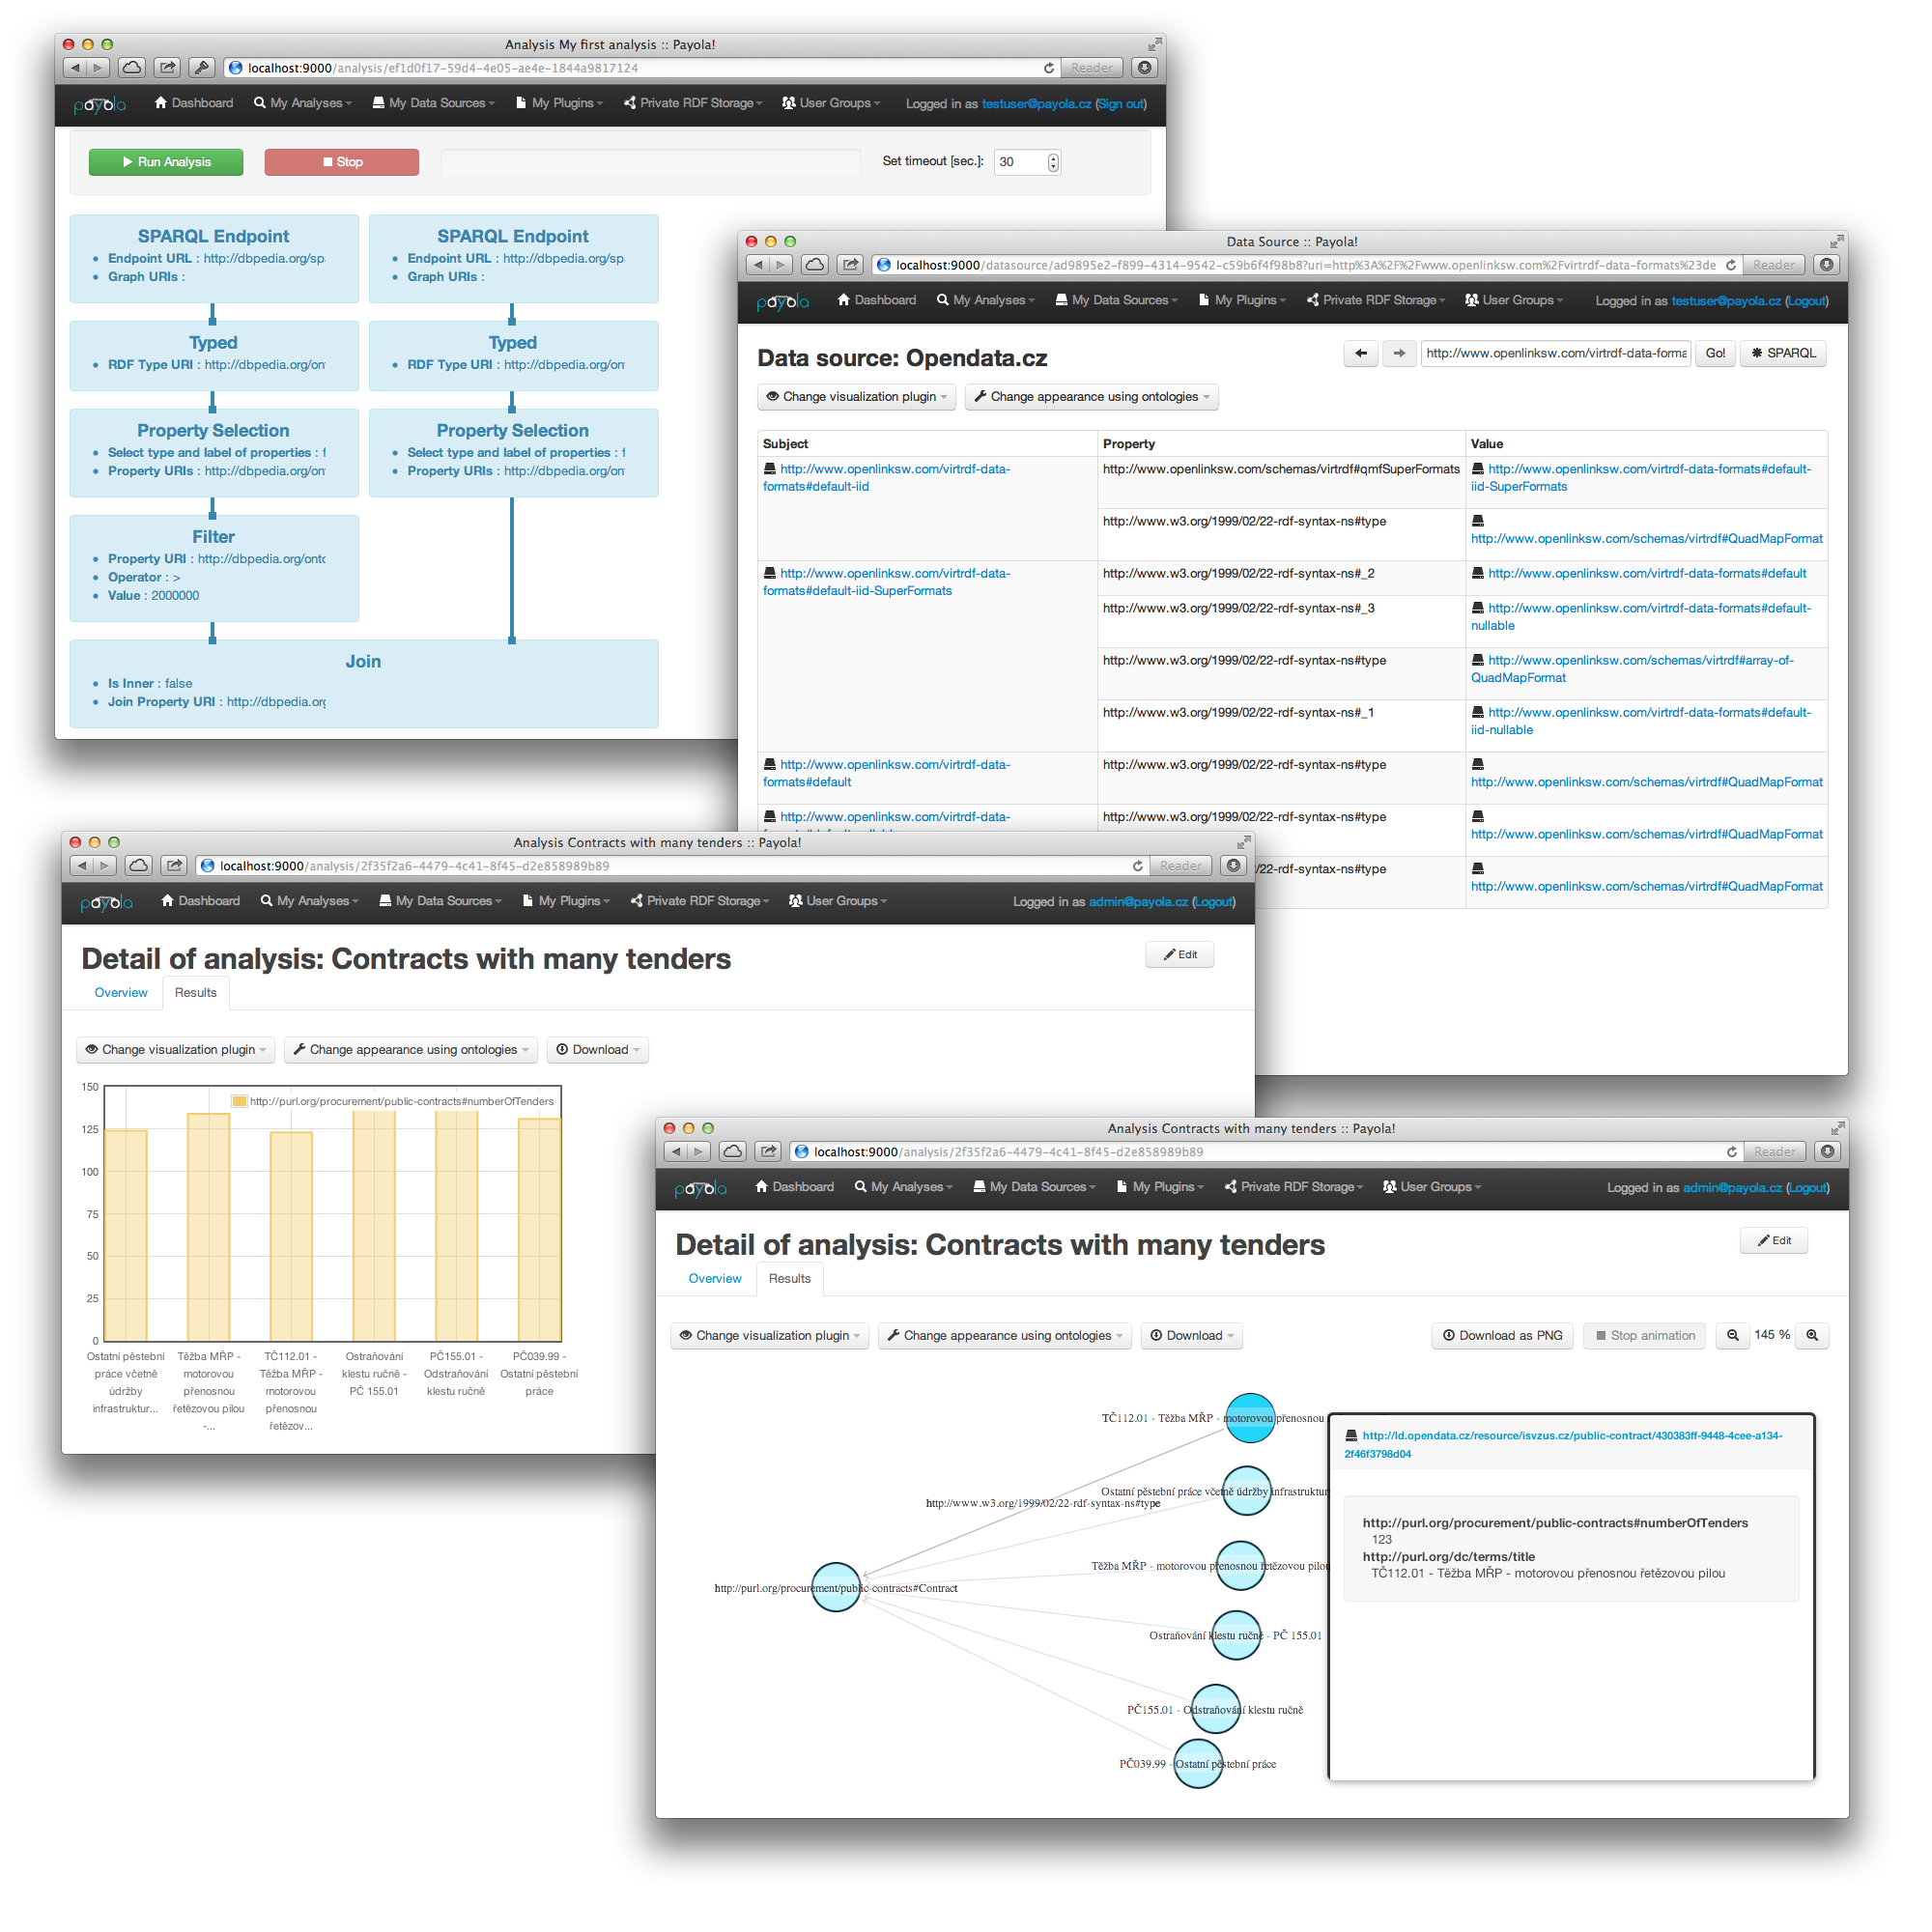 Analysis My first analysis :: Payola!
localhost:9000/analysis/ef1d0f17-59d4-4e05-ae4e-1844a9817124
Reader
payola Dashboard My Analyses My Data Sources My Plugins Private RDF Storage User Groups Logged in as testuser@payola.cz (Sign out)
Run Analysis Stop Set timeout [sec.]: 30
SPARQL Endpoint
Endpoint URL : http://dbpedia.org/sp
Graph URIs :
SPARQL Endpoint
Endpoint URL : http://dbpedia.org/sp
Graph URIs :
Typed
RDF Type URI : http://dbpedia.org/on
Typed
RDF Type URI : http://dbpedia.org/on
Property Selection
Select type and label of properties :
Property URIs : http://dbpedia.org/on
Property Selection
Select type and label of properties :
Property URIs : http://dbpedia.org/on
Filter
Property URI : http://dbpedia.org/ont
Operator : >
Value : 2000000
Join
Is Inner : false
Join Property URI : http://dbpedia.or
Data Source :: Payola!
localhost:9000/datasource/ad9895e2-f899-4314-9542-c59b6f4f98b8?uri=http%3A%2F%2Fwww.openlinksw.com%2Fvirtrdf-data-formats%23de
Reader
payola Dashboard My Analyses My Data Sources My Plugins Private RDF Storage User Groups Logged in as testuser@payola.cz (Logout)
Data source: Opendata.cz
http://www.openlinksw.com/virtrdf-data-forma Go! SPARQL
Change visualization plugin Change appearance using ontologies
Subject Property Value
http://www.openlinksw.com/virtrdf-data-
formats#default-iid
http://www.openlinksw.com/schemas/virtrdf#qmfSuperFormats
http://www.openlinksw.com/virtrdf-data-formats#default-
iid-SuperFormats
http://www.w3.org/1999/02/22-rdf-syntax-ns#type
http://www.openlinksw.com/schemas/virtrdf#QuadMapFormat
http://www.openlinksw.com/virtrdf-data-
formats#default-iid-SuperFormats
http://www.w3.org/1999/02/22-rdf-syntax-ns#_2
http://www.openlinksw.com/virtrdf-data-formats#default
http://www.w3.org/1999/02/22-rdf-syntax-ns#_3
http://www.openlinksw.com/virtrdf-data-formats#default-
nullable
http://www.w3.org/1999/02/22-rdf-syntax-ns#type
http://www.openlinksw.com/schemas/virtrdf#array-of-
QuadMapFormat
http://www.w3.org/1999/02/22-rdf-syntax-ns#_1
http://www.openlinksw.com/virtrdf-data-formats#default-
iid-nullable
http://www.openlinksw.com/virtrdf-data-
formats#default
http://www.w3.org/1999/02/22-rdf-syntax-ns#type
http://www.openlinksw.com/schemas/virtrdf#QuadMapFormat
http://www.openlinksw.com/virtrdf-data-
http://www.w3.org/1999/02/22-rdf-syntax-ns#type
http://www.openlinksw.com/schemas/virtrdf#QuadMapFormat
/22-rdf-syntax-ns#type
http://www.openlinksw.com/schemas/virtrdf#QuadMapFormat
Analysis Contracts with many tenders :: Payola!
localhost:9000/analysis/2f35f2a6-4479-4c41-8f45-d2e858989b89
Reader
payola Dashboard My Analyses My Data Sources My Plugins Private RDF Storage User Groups Logged in as admin@payola.cz (Logout)
Detail of analysis: Contracts with many tenders
Edit
Overview Results
Change visualization plugin Change appearance using ontologies Download
http://purl.org/procurement/public-contracts#numberOfTenders
150
125
100
75
50
25
0
Ostatní pěstební
práce včetně
údržby
infrastruktur...
Těžba MŘP -
motorovou
přenosnou
řetězovou pilou
-...
TČ112.01 -
Těžba MŘP -
motorovou
přenosnou
řetězov...
Ostraňování
klestu ručně -
PČ 155.01
PČ155.01 -
Odstraňování
klestu ručně
PČ039.99 -
Ostatní pěstební
práce
Analysis Contracts with many tenders :: Payola!
localhost:9000/analysis/2f35f2a6-4479-4c41-8f45-d2e858989b89
Reader
payola Dashboard My Analyses My Data Sources My Plugins Private RDF Storage User Groups Logged in as admin@payola.cz (Logout)
Detail of analysis: Contracts with many tenders
Edit
Overview Results
Change visualization plugin Change appearance using ontologies Download Download as PNG Stop animation 145 %
TČ112.01 - Těžba MŘP - motorovou přenosnou
Ostatní pěstební práce včetně údržby infrastruktur
http://www.w3.org/1999/02/22-rdf-syntax-ns#type
Těžba MŘP - motorovou přenosnou řetězovou pilou
http://purl.org/procurement/public-contracts#Contract
Ostraňování klestu ručně - PČ 155.01
PČ155.01 - Odstraňování klestu ručně
PČ039.99 - Ostatní pěstební práce
http://ld.opendata.cz/resource/isvzus.cz/public-contract/430383ff-9448-4cee-a134-
2f46f3798d04
http://purl.org/procurement/public-contracts#numberOfTenders
123
http://purl.org/dc/terms/title
TČ112.01 - Těžba MŘP - motorovou přenosnou řetězovou pilou